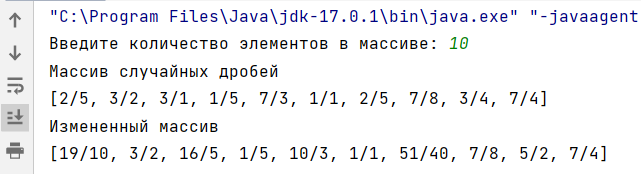 "C:\Program Files\Java\jdk-17.0.1\bin\java.exe" "-javaagent
Введите количество элементов в массиве: 10
Массив случайных дробей
[2/5, 3/2, 3/1, 1/5, 7/3, 1/1, 2/5, 7/8, 3/4, 7/4]
Измененный массив
[19/10, 3/2, 16/5, 1/5, 10/3, 1/1, 51/40, 7/8, 5/2, 7/4]